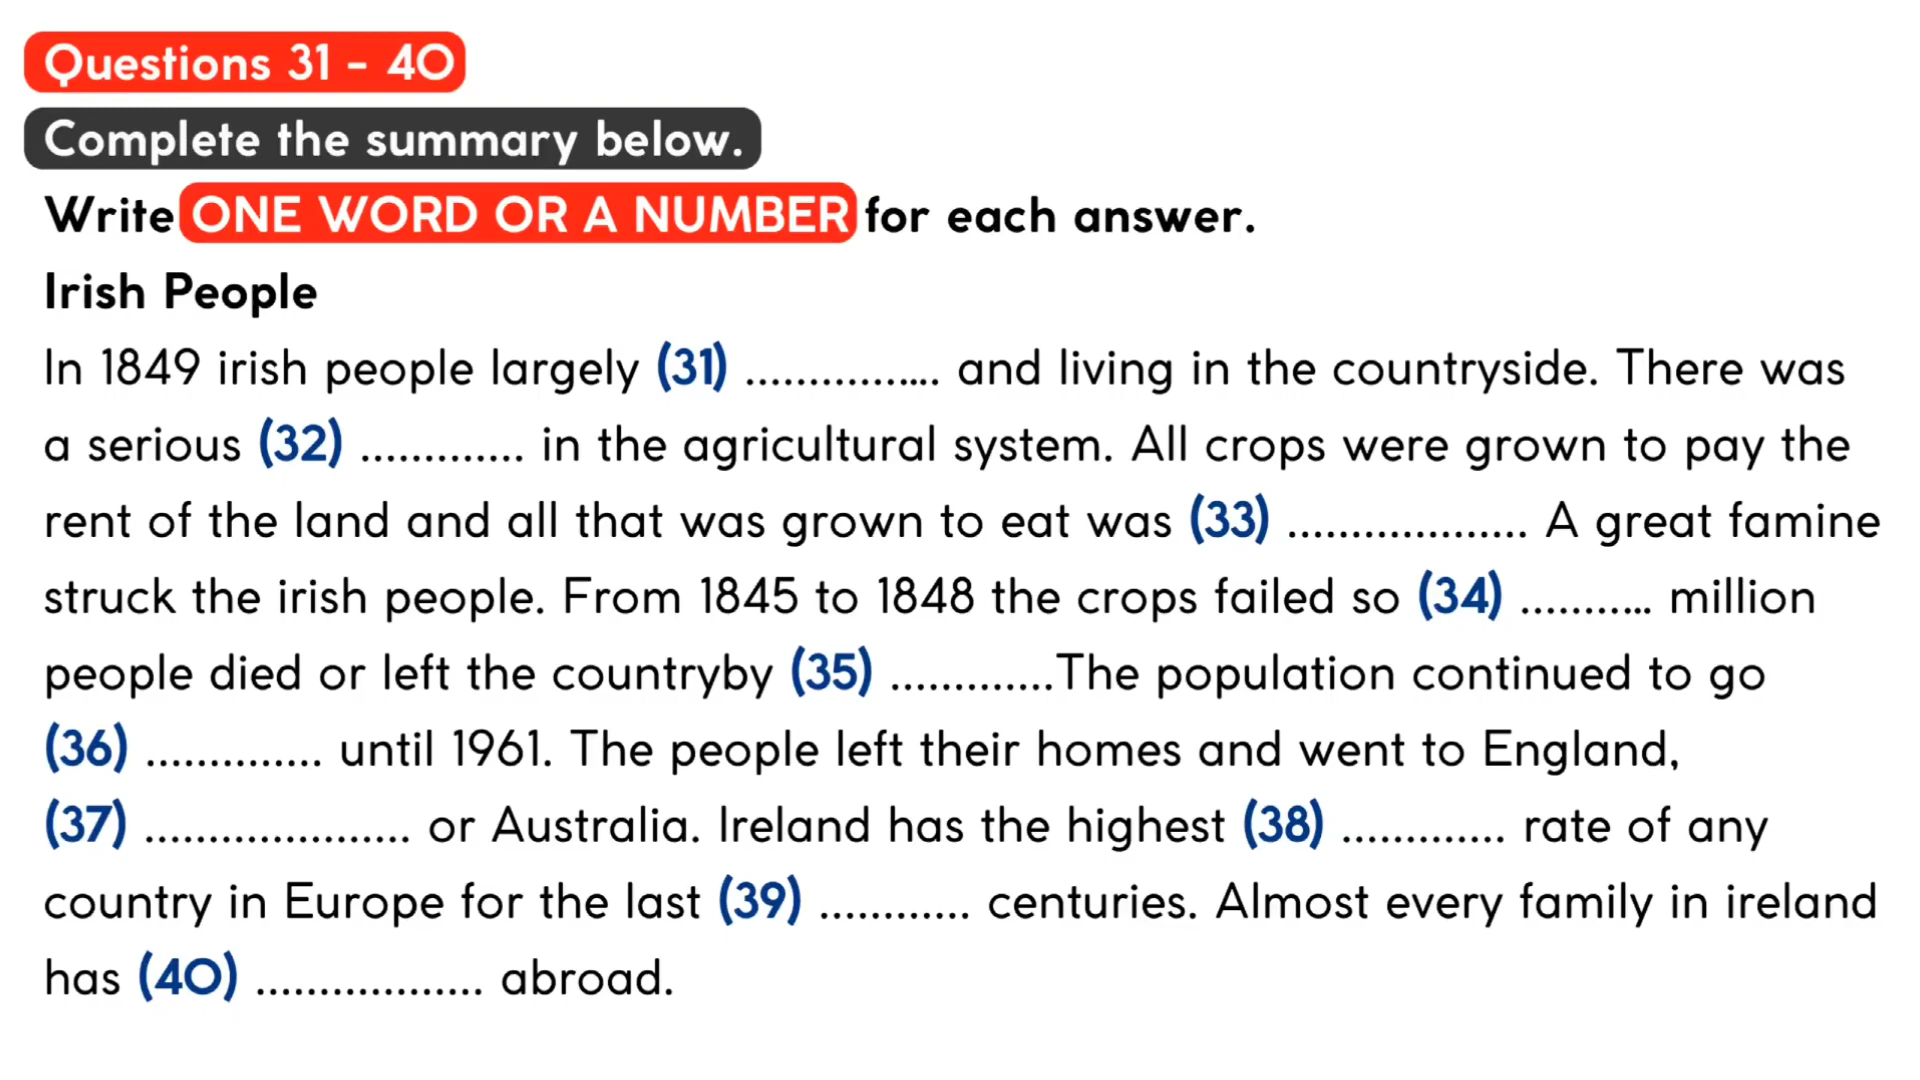 Questions 31 - 40
Complete the summary below.
Write ONE WORD OR A NUMBER for each answer.
Irish People
In 1849 irish people largely (31) .................. and living in the countryside. There was
a serious (32) ............. in the agricultural system. All crops were grown to pay the
rent of the land and all that was grown to eat was (33) ................... A great famine
struck the irish people. From 1845 to 1848 the crops failed so (34) ........... million
people died or left the countryby (35) .............The population continued to go
(36) .............. until 1961. The people left their homes and went to England,
(37) ..................... or Australia. Ireland has the highest (38) ............. rate of any
country in Europe for the last (39) ............ centuries. Almost every family in ireland
has (40) .................. abroad.